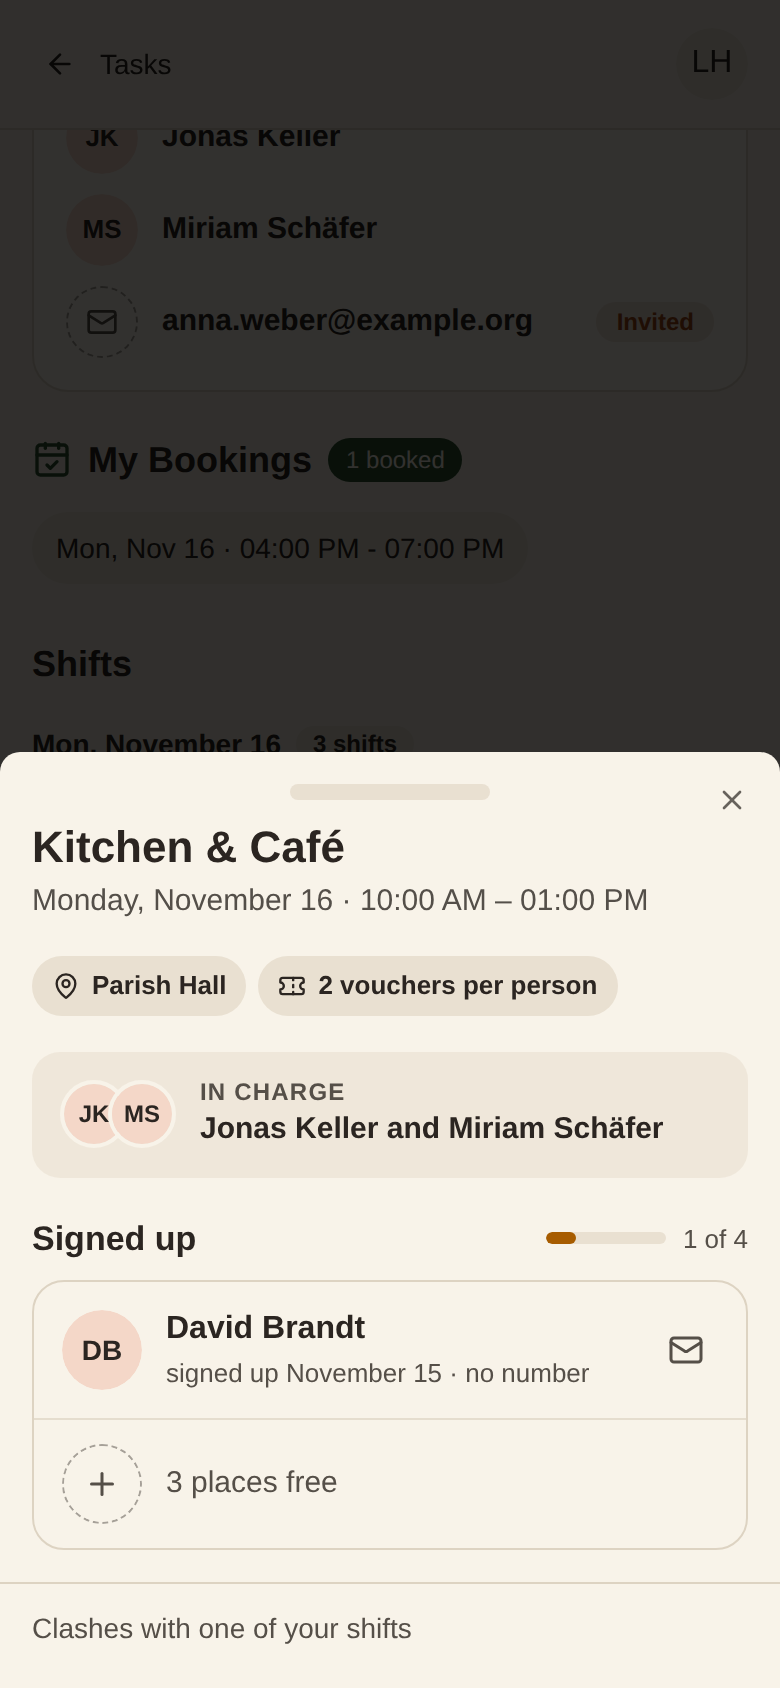 Tasks
LH
JK
Jonas Keller
MS
Miriam Schäfer
anna.weber@example.org
Invited
My Bookings
1 booked
Mon, Nov 16 · 04:00 PM - 07:00 PM
Shifts
Mon, November 16
3 shifts
Kitchen & Café
Monday, November 16 · 10:00 AM – 01:00 PM
Parish Hall
2 vouchers per person
JK
MS
IN CHARGE
Jonas Keller and Miriam Schäfer
Signed up
1 of 4
DB
David Brandt
signed up November 15 · no number
3 places free
Clashes with one of your shifts